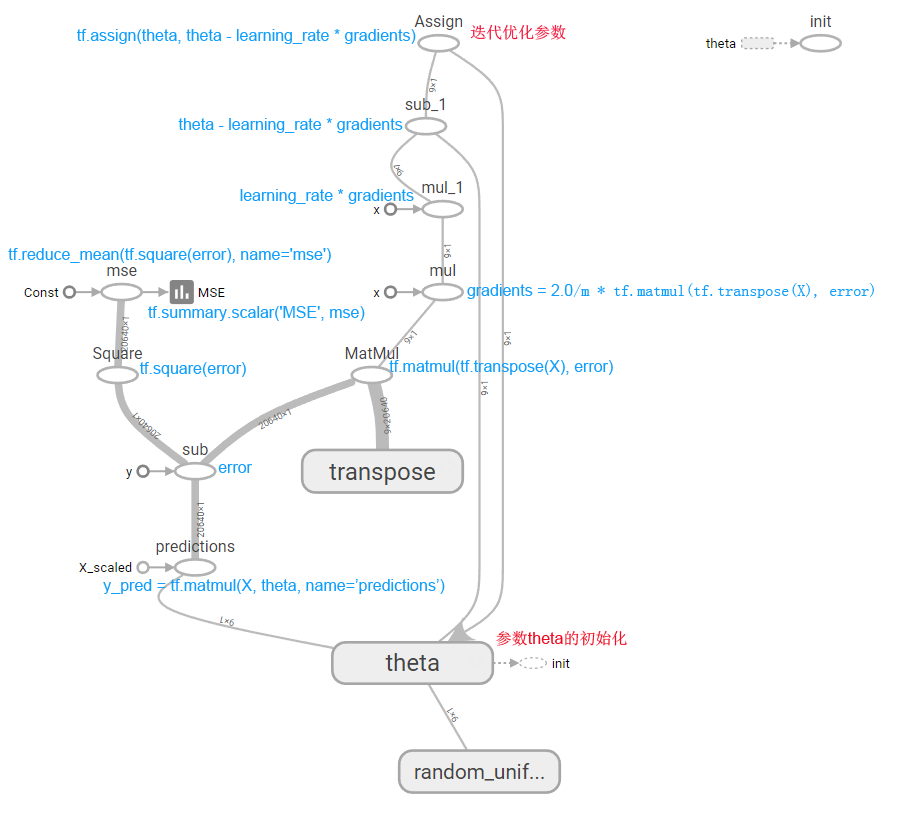 Assign
tf.assign(theta, theta - learning_rate * gradients)
迭代优化参数
init
theta
9×1
sub_1
theta - learning_rate * gradients
9×1
mul_1
learning_rate * gradients
x
9×1
tf.reduce_mean(tf.square(error), name='mse')
mse
Const
MSE
tf.summary.scalar('MSE', mse)
mul
x
gradients = 2.0/m * tf.matmul(tf.transpose(X), error)
20640×1
9×1
9×1
Square
tf.square(error)
MatMul
tf.matmul(tf.transpose(X), error)
9×1
20640×1
20640×1
9×20640
sub
y
error
transpose
20640×1
predictions
X_scaled
y_pred = tf.matmul(X, theta, name='predictions')
9×1
参数theta的初始化
theta
init
9×1
random_unif...